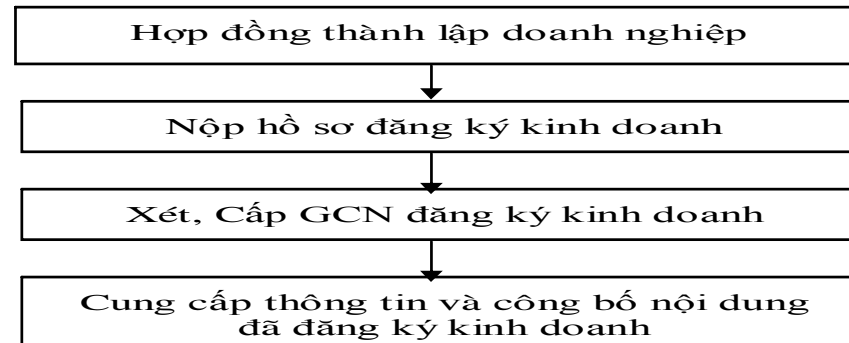 Hợp đồng thành lập doanh nghiệp
Nộp hồ sơ đăng ký kinh doanh
Xét, Cấp GCN đăng ký kinh doanh
Cung cấp thông tin và công bố nội dung
đã đăng ký kinh doanh